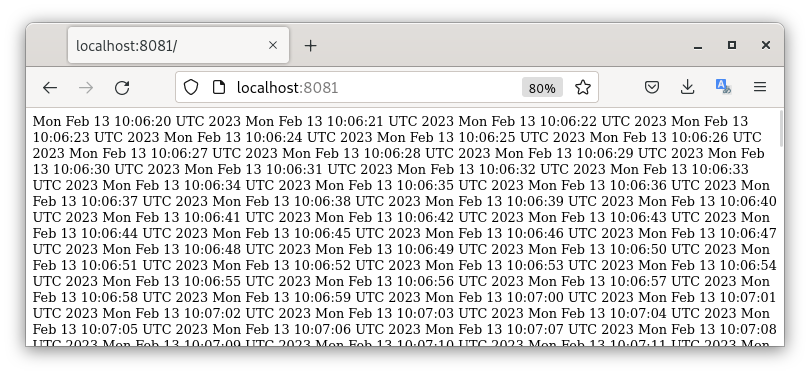 localhost:8081/
localhost:8081
80%
Mon Feb 13 10:06:20 UTC 2023 Mon Feb 13 10:06:21 UTC 2023 Mon Feb 13 10:06:22 UTC 2023 Mon Feb 13
10:06:23 UTC 2023 Mon Feb 13 10:06:24 UTC 2023 Mon Feb 13 10:06:25 UTC 2023 Mon Feb 13 10:06:26 UTC
2023 Mon Feb 13 10:06:27 UTC 2023 Mon Feb 13 10:06:28 UTC 2023 Mon Feb 13 10:06:29 UTC 2023 Mon Feb
13 10:06:30 UTC 2023 Mon Feb 13 10:06:31 UTC 2023 Mon Feb 13 10:06:32 UTC 2023 Mon Feb 13 10:06:33
UTC 2023 Mon Feb 13 10:06:34 UTC 2023 Mon Feb 13 10:06:35 UTC 2023 Mon Feb 13 10:06:36 UTC 2023 Mon
Feb 13 10:06:37 UTC 2023 Mon Feb 13 10:06:38 UTC 2023 Mon Feb 13 10:06:39 UTC 2023 Mon Feb 13 10:06:40
UTC 2023 Mon Feb 13 10:06:41 UTC 2023 Mon Feb 13 10:06:42 UTC 2023 Mon Feb 13 10:06:43 UTC 2023 Mon
Feb 13 10:06:44 UTC 2023 Mon Feb 13 10:06:45 UTC 2023 Mon Feb 13 10:06:46 UTC 2023 Mon Feb 13 10:06:47
UTC 2023 Mon Feb 13 10:06:48 UTC 2023 Mon Feb 13 10:06:49 UTC 2023 Mon Feb 13 10:06:50 UTC 2023 Mon
Feb 13 10:06:51 UTC 2023 Mon Feb 13 10:06:52 UTC 2023 Mon Feb 13 10:06:53 UTC 2023 Mon Feb 13 10:06:54
UTC 2023 Mon Feb 13 10:06:55 UTC 2023 Mon Feb 13 10:06:56 UTC 2023 Mon Feb 13 10:06:57 UTC 2023 Mon
Feb 13 10:06:58 UTC 2023 Mon Feb 13 10:06:59 UTC 2023 Mon Feb 13 10:07:00 UTC 2023 Mon Feb 13 10:07:01
UTC 2023 Mon Feb 13 10:07:02 UTC 2023 Mon Feb 13 10:07:03 UTC 2023 Mon Feb 13 10:07:04 UTC 2023 Mon
Feb 13 10:07:05 UTC 2023 Mon Feb 13 10:07:06 UTC 2023 Mon Feb 13 10:07:07 UTC 2023 Mon Feb 13 10:07:08
UTC 2023 Mon Feb 13 10:07:09 UTC 2023 Mon Feb 13 10:07:10 UTC 2023 Mon Feb 13 10:07:11 UTC 2023 Mon